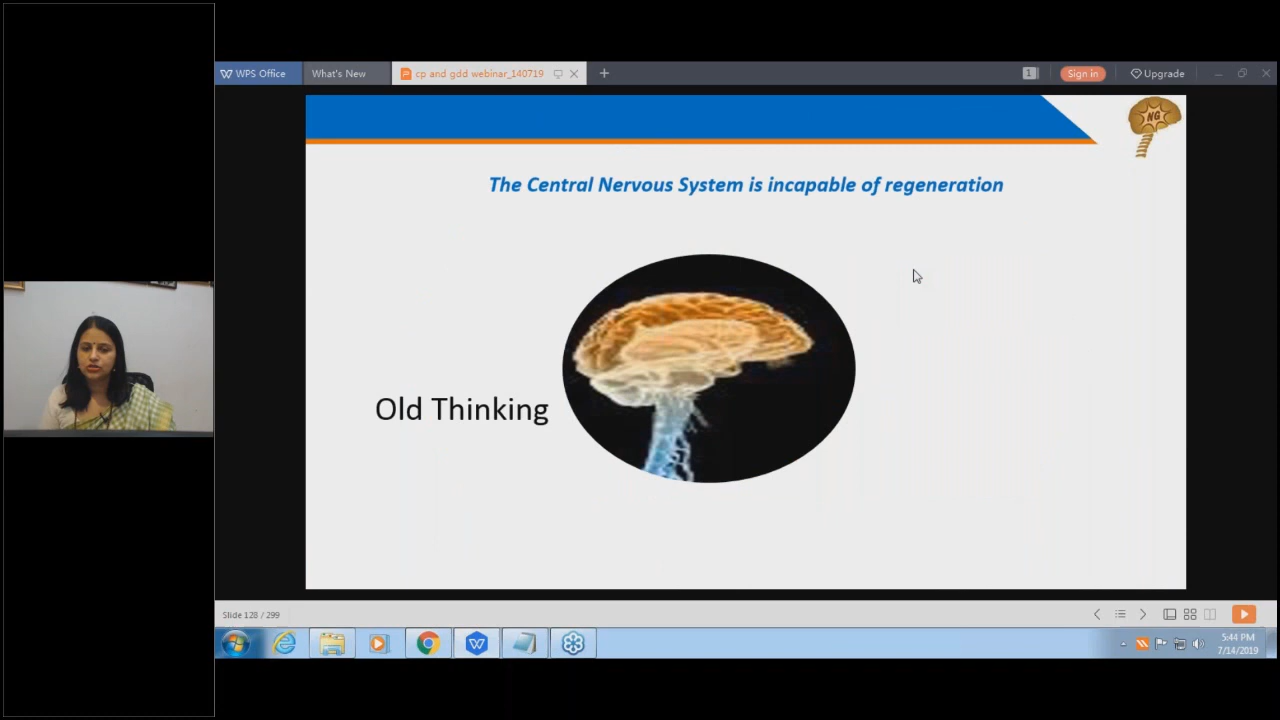 WPS Office
What's New
cp and gdd webinar_140719
1
Sign in
Upgrade
NG
The Central Nervous System is incapable of regeneration
Old Thinking
Slide 128 / 299
5:44 PM
7/14/2019